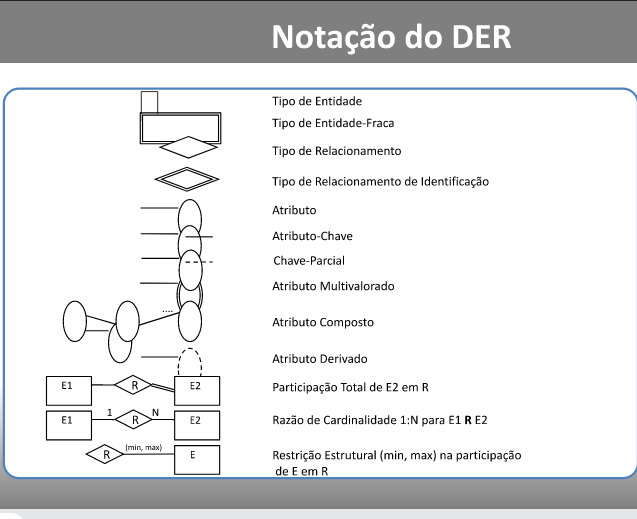 Notação do DER
Tipo de Entidade
Tipo de Entidade-Fraca
Tipo de Relacionamento
Tipo de Relacionamento de Identificação
Atributo
Atributo-Chave
Chave-Parcial
Atributo Multivalorado
....
Atributo Composto
Atributo Derivado
E1 R E2 Participação Total de E2 em R
E1 1 R N E2 Razão de Cardinalidade 1:N para E1 R E2
R (min, max) E Restrição Estrutural (min, max) na participação
de E em R